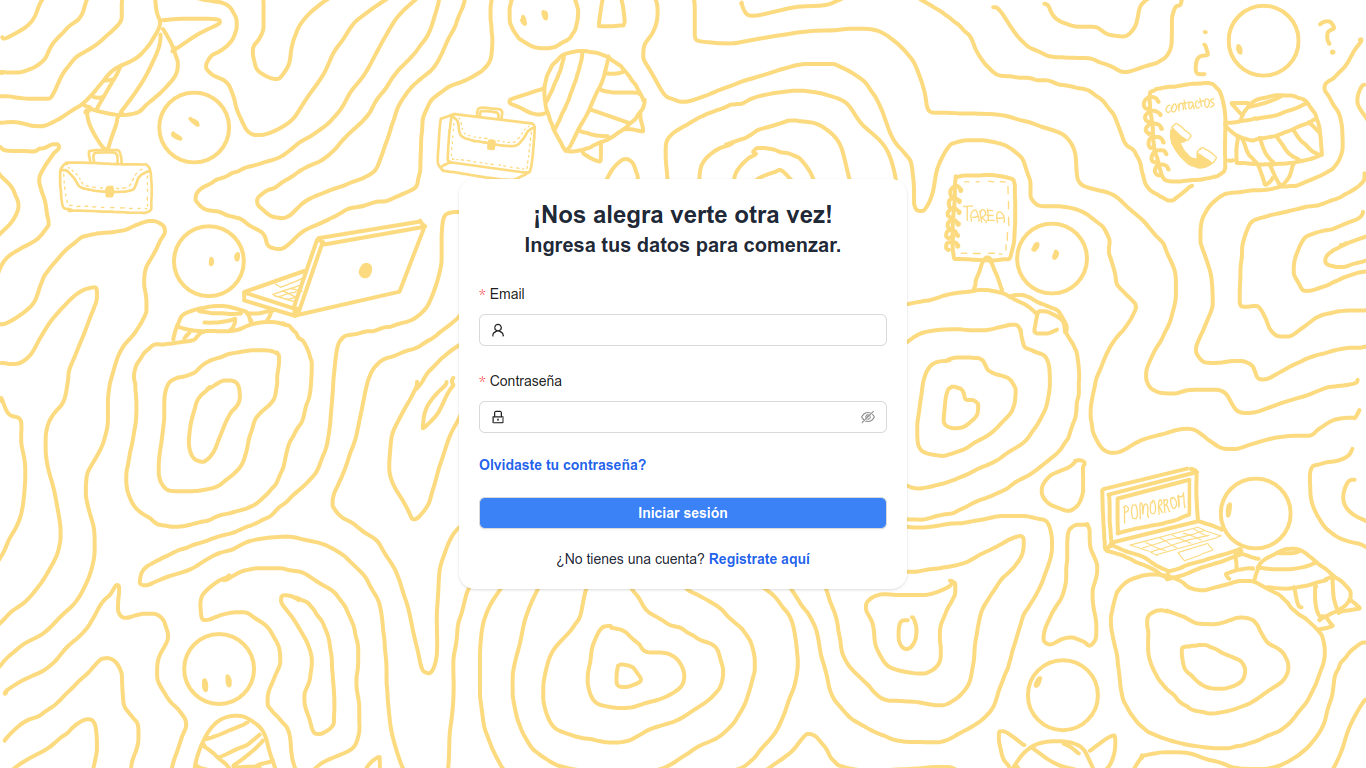 contactos
TAREA
¡Nos alegra verte otra vez!
Ingresa tus datos para comenzar.
* Email
* Contraseña
Olvidaste tu contraseña?
Iniciar sesión
¿No tienes una cuenta? Registrate aquí
POMORROM